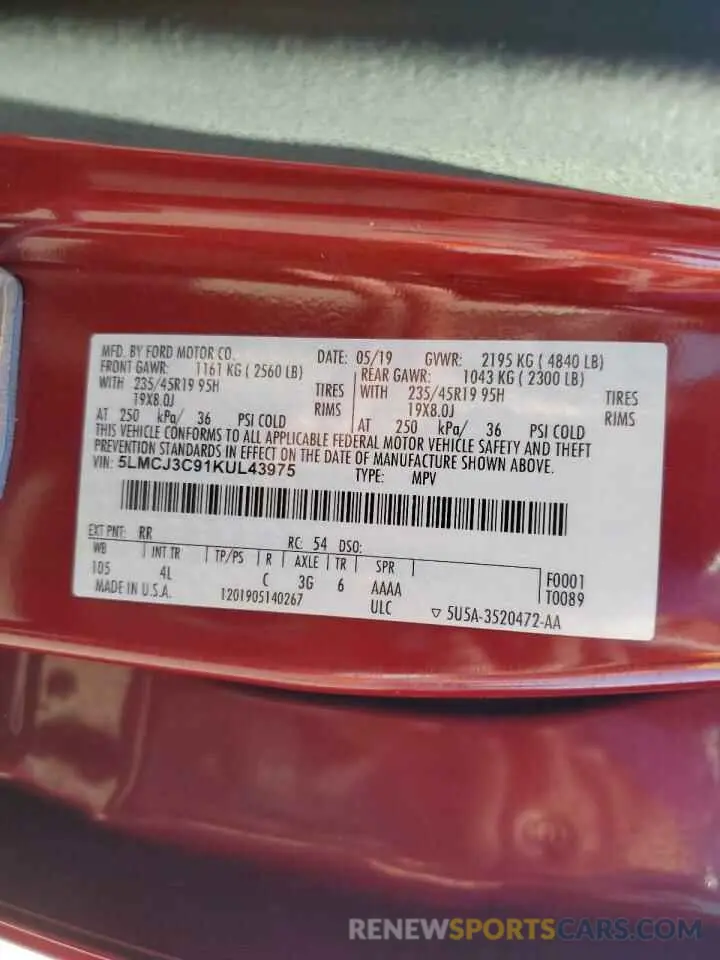 MFD. BY FORD MOTOR CO. DATE: 05/19 GVWR: 2195 KG ( 4840 LB)
FRONT GAWR: 1161 KG ( 2560 LB) REAR GAWR: 1043 KG ( 2300 LB)
WITH 235/45R19 95H TIRES WITH 235/45R19 95H TIRES
19X8.0J RIMS 19X8.0J RIMS
AT 250 kPa/ 36 PSI COLD AT 250 kPa/ 36 PSI COLD
THIS VEHICLE CONFORMS TO ALL APPLICABLE FEDERAL MOTOR VEHICLE SAFETY AND THEFT
PREVENTION STANDARDS IN EFFECT ON THE DATE OF MANUFACTURE SHOWN ABOVE.
VIN: 5LMCJ3C91KUL43975 TYPE: MPV
EXT PNT: RR RC: 54 DSO:
WB INT TR TP/PS R AXLE TR SPR F0001
105 4L C 3G 6 AAAA T0089
MADE IN U.S.A. 1201905140267 ULC ▽ 5U5A-3520472-AA
RENEWSPORTSCARS.COM